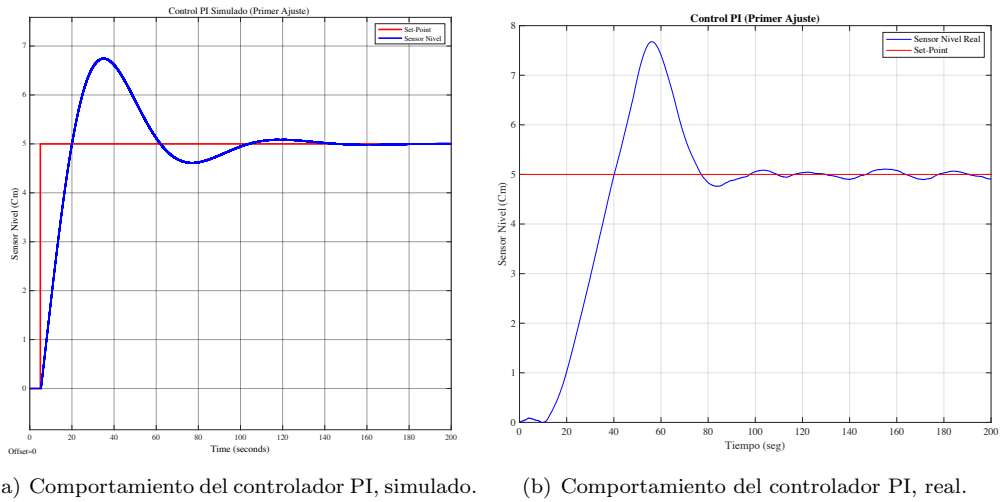 Control PI Simulado (Primer Ajuste)
Set-Point
Sensor Nivel
7
6
5
4
3
2
1
0
Sensor Nivel (Cm)
0 20 40 60 80 100 120 140 160 180 200
Time (seconds)
Offset=0
Control PI (Primer Ajuste)
Sensor Nivel Real
Set-Point
8
7
6
5
4
3
2
1
0
Sensor Nivel (Cm)
0 20 40 60 80 100 120 140 160 180 200
Tiempo (seg)
a) Comportamiento del controlador PI, simulado.
(b) Comportamiento del controlador PI, real.